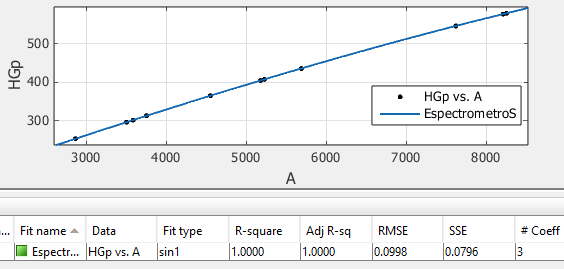 500
400
300
HGp
HGp vs. A
EspectrometroS
3000 4000 5000 6000 7000 8000
A
e... Fit name Data Fit type R-square Adj R-sq RMSE SSE # Coeff
Espectr... HGp vs. A sin1 1.0000 1.0000 0.0998 0.0796 3